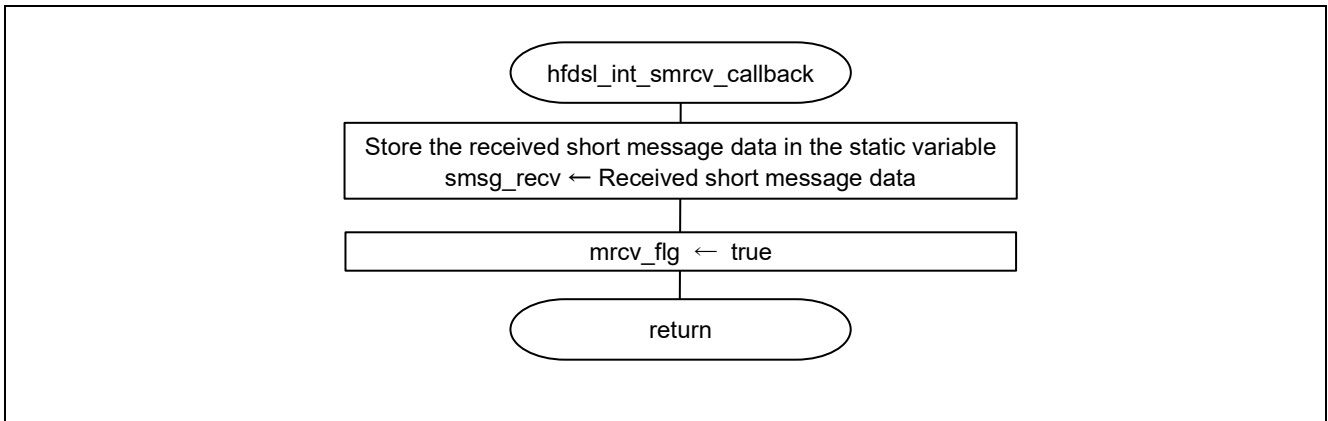 hfdsl_int_smrcv_callback
Store the received short message data in the static variable
smsg_recv ← Received short message data
mrcv_flg ← true
return